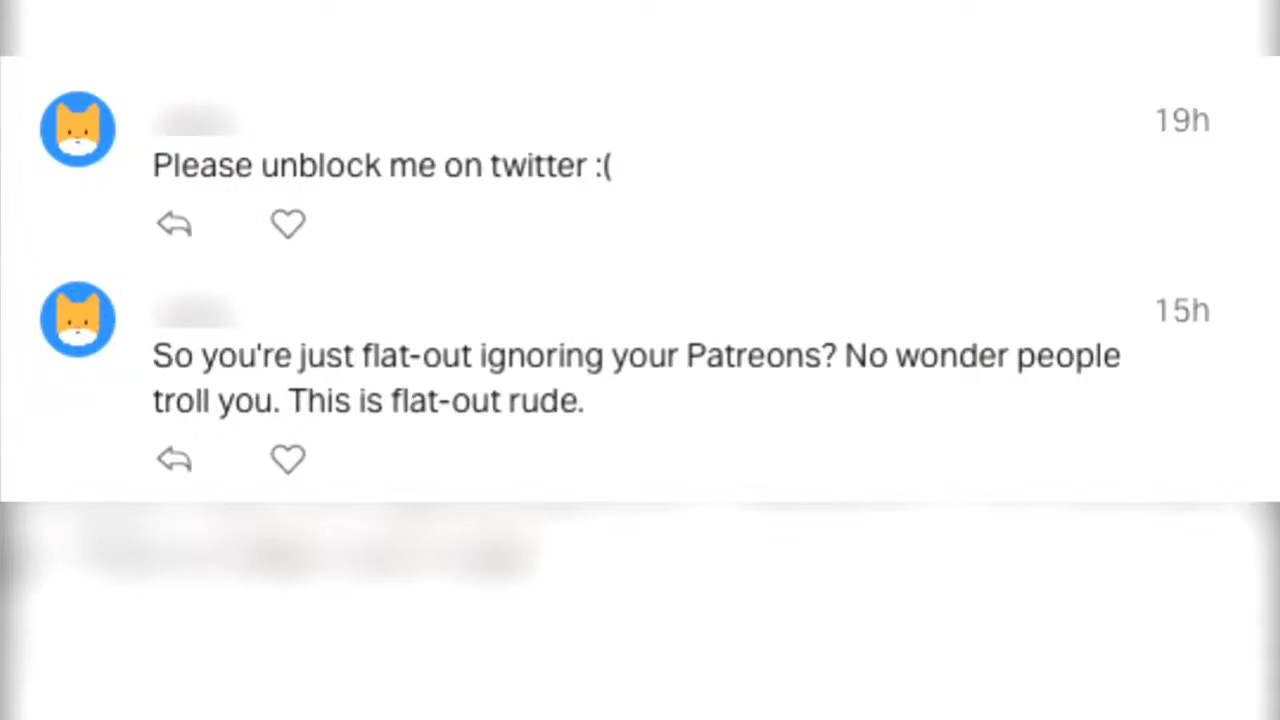 19h
Please unblock me on twitter :(
15h
So you're just flat-out ignoring your Patreons? No wonder people
troll you. This is flat-out rude.